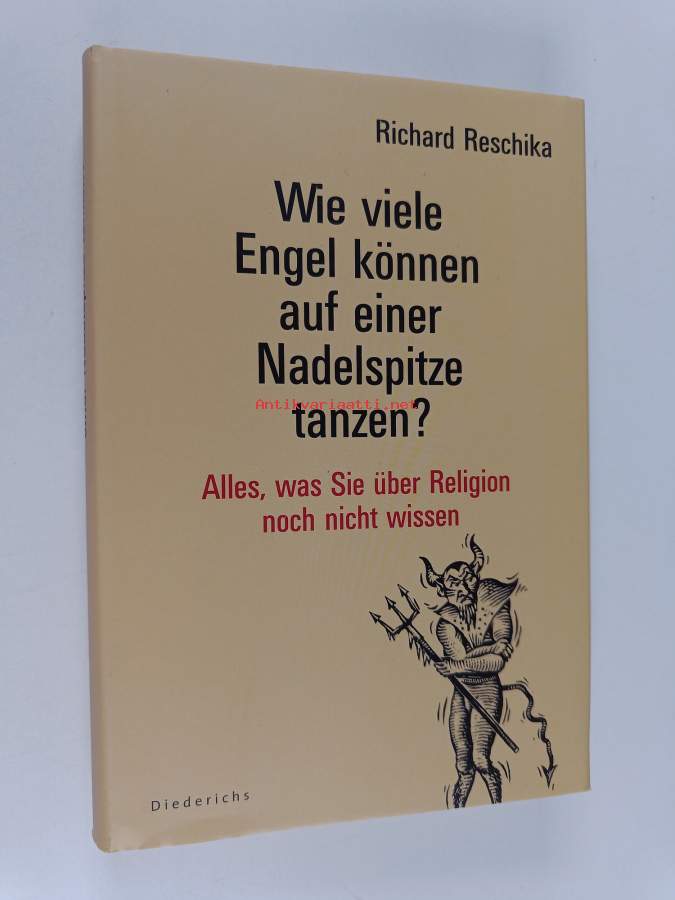 Richard Reschika
Wie viele
Engel können
auf einer
Nadelspitze
Antikvariaatti.net
tanzen?
Alles, was Sie über Religion
noch nicht wissen
Diederichs